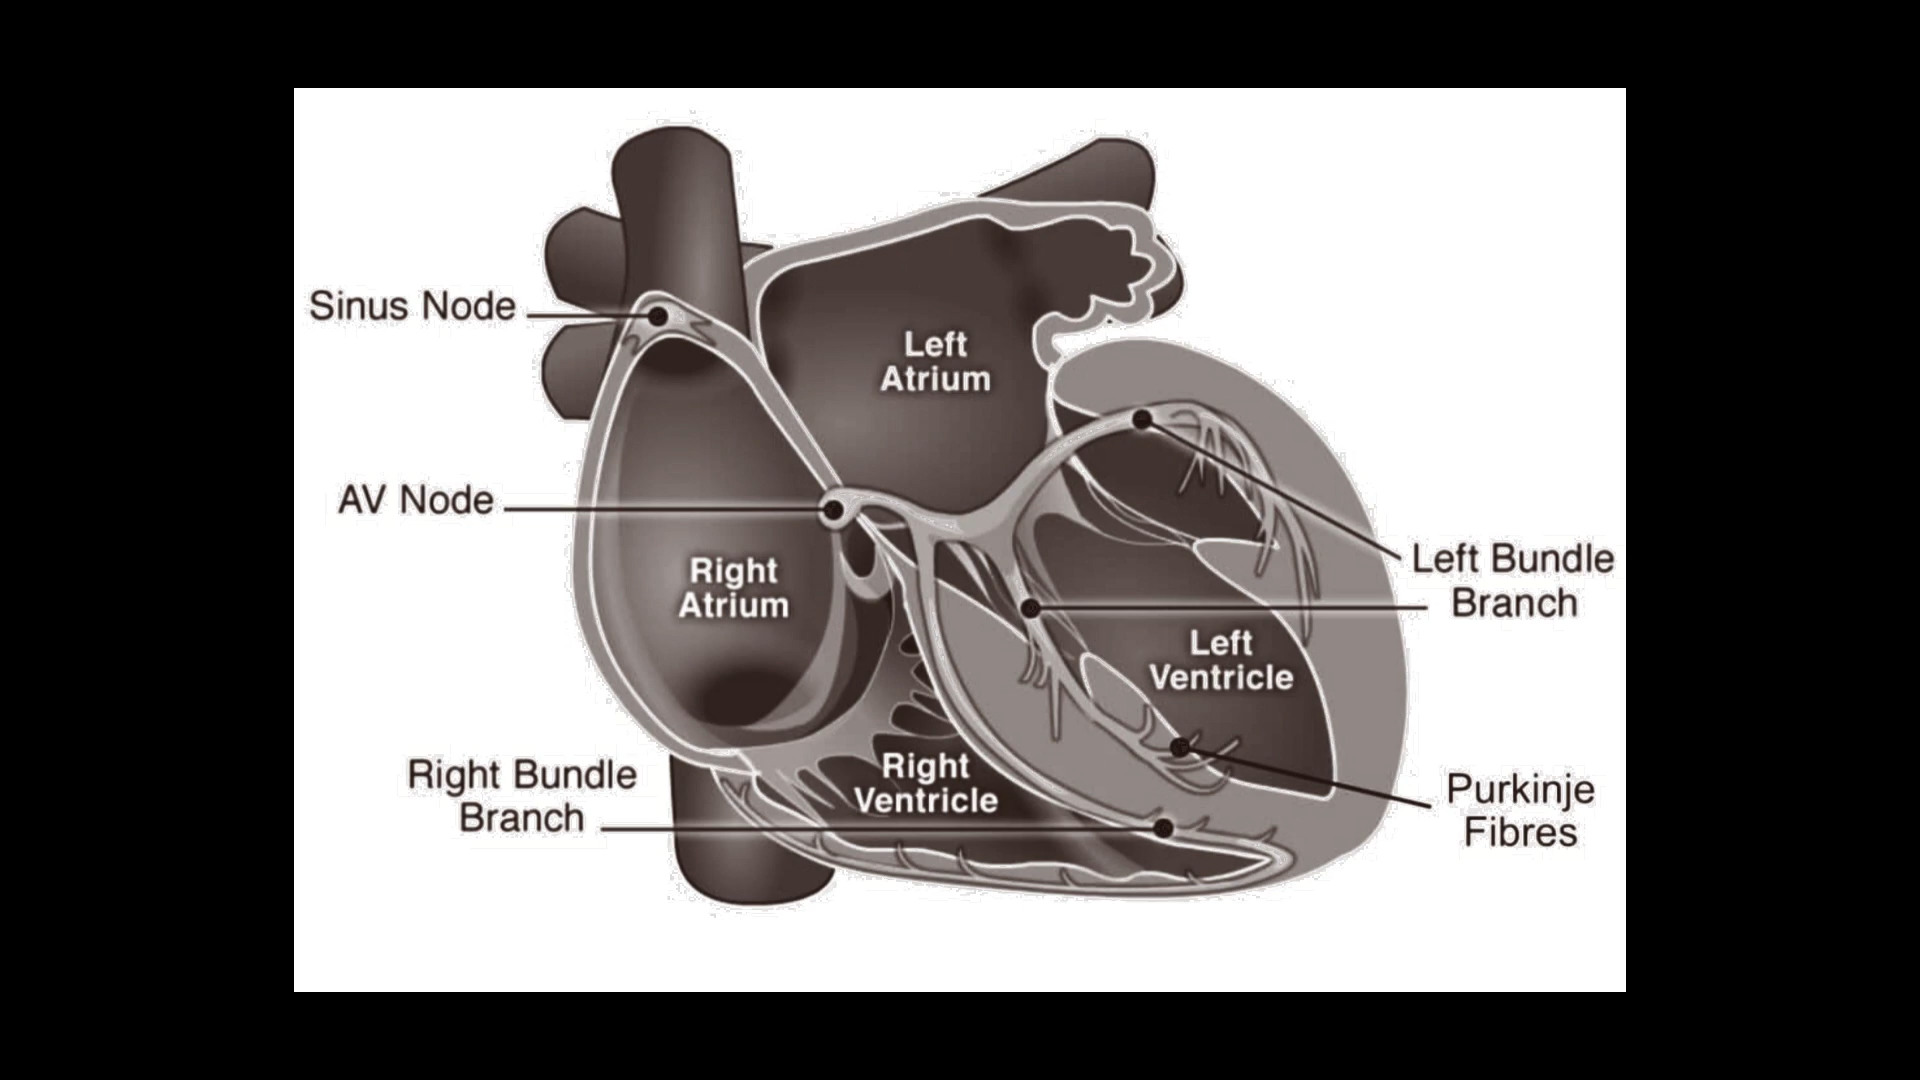 Sinus Node
Left
Atrium
AV Node
Right
Atrium
Left Bundle
Branch
Left
Ventricle
Right Bundle
Branch
Right
Ventricle
Purkinje
Fibres